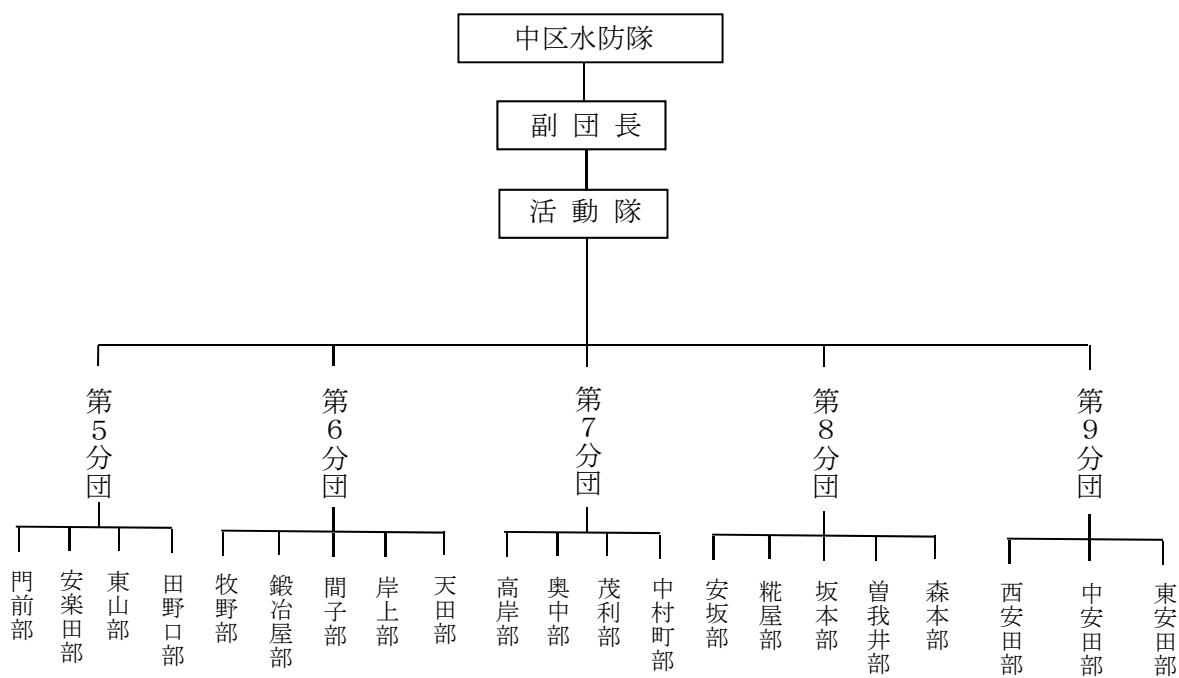 中区水防隊
副団長
活動隊
第５分団
第６分団
第７分団
第８分団
第９分団
門前部
安楽田部
東山部
田野口部
牧野部
鍛冶屋部
間子部
岸上部
天田部
高岸部
奥中部
茂利部
中村町部
安坂部
糀屋部
坂本部
曽我井部
森本部
西安田部
中安田部
東安田部